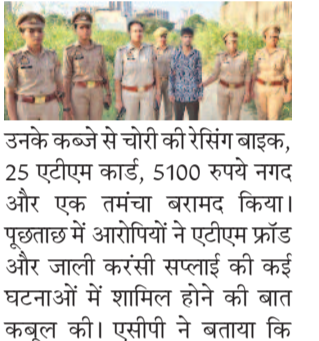 उनके कब्जे से चोरी की रेसिंग बाइक,
25 एटीएम कार्ड, 5100 रुपये नगद
और एक तमंचा बरामद किया।
पूछताछ में आरोपियों ने एटीएम फ्रॉड
और जाली करंसी सप्लाई की कई
घटनाओं में शामिल होने की बात
कबूल की। एसीपी ने बताया कि